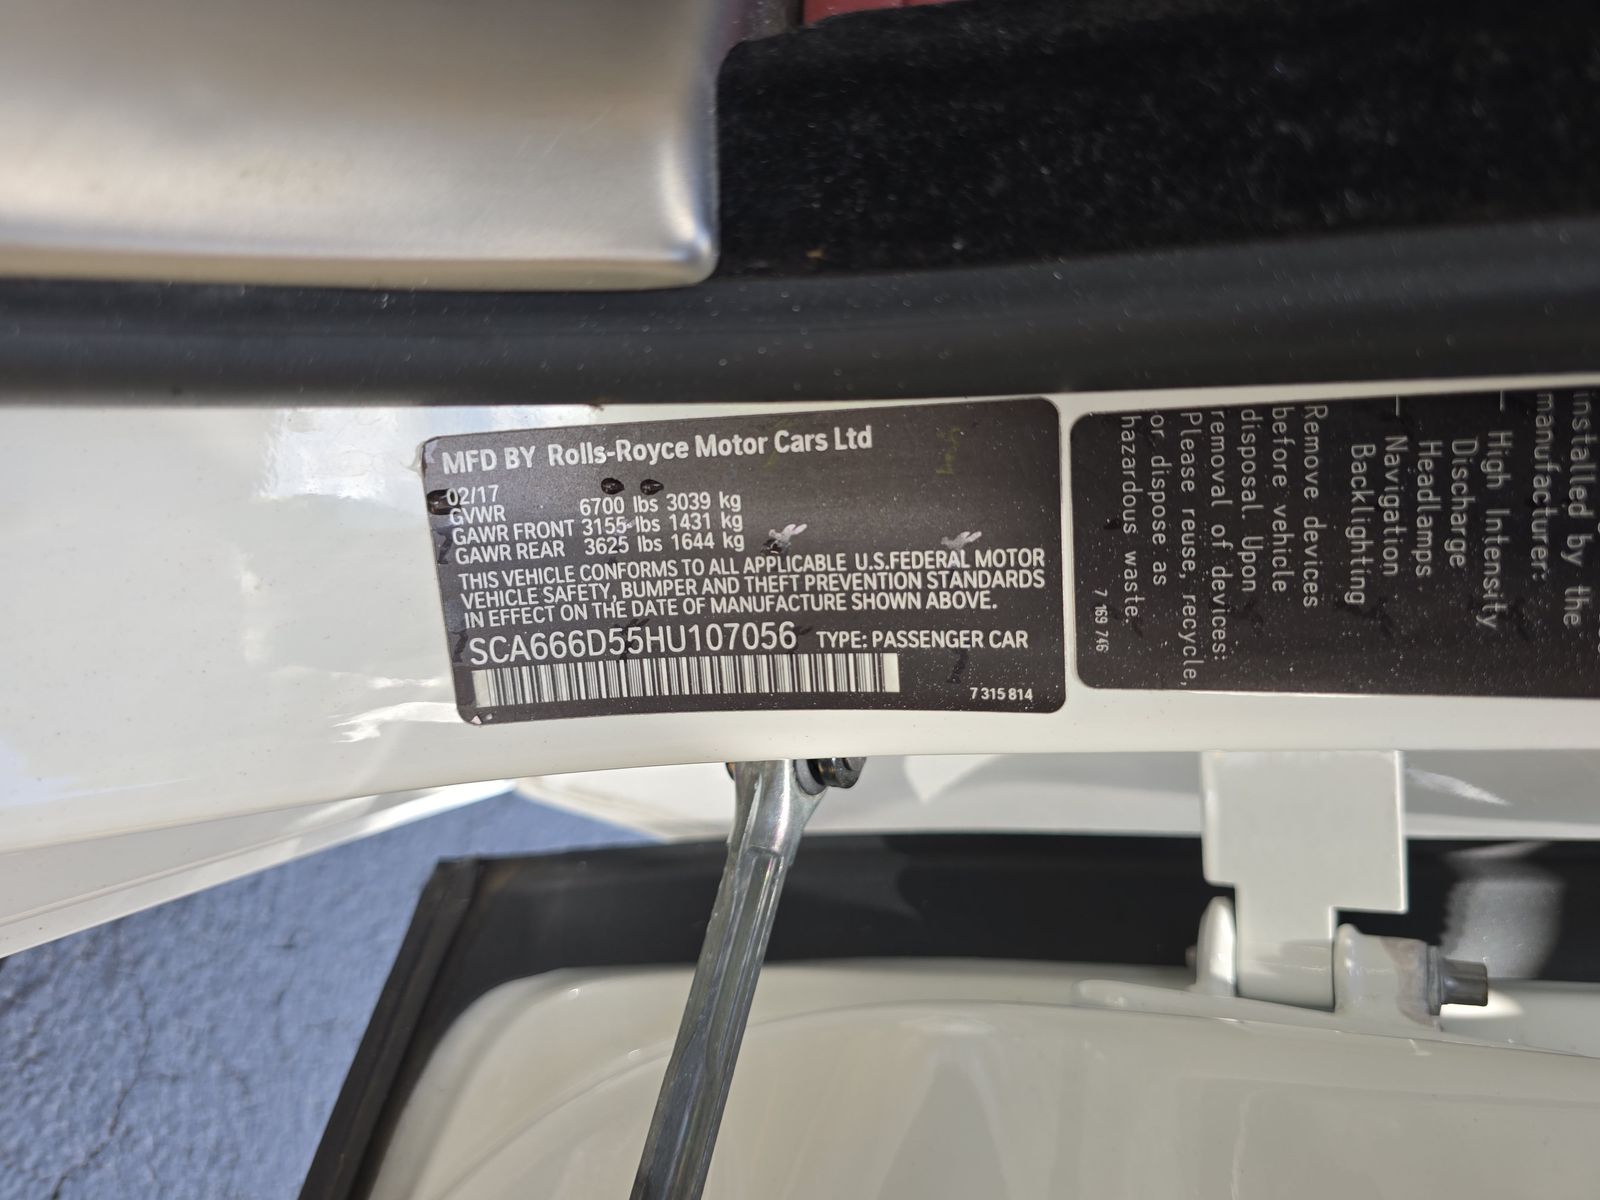 MFD BY Rolls-Royce Motor Cars Ltd
02/17
GVWR 6700 lbs 3039 kg
GAWR FRONT 3155 lbs 1431 kg
GAWR REAR 3625 lbs 1644 kg
THIS VEHICLE CONFORMS TO ALL APPLICABLE U.S.FEDERAL MOTOR
VEHICLE SAFETY, BUMPER AND THEFT PREVENTION STANDARDS
IN EFFECT ON THE DATE OF MANUFACTURE SHOWN ABOVE.
SCA666D55HU107056 TYPE: PASSENGER CAR
7 315 814
installed by the
manufacturer:
– High Intensity
Discharge
Headlamps
– Navigation
Backlighting
Remove devices
before vehicle
disposal. Upon
removal of devices:
Please reuse, recycle,
or dispose as
hazardous waste.
7 169 746